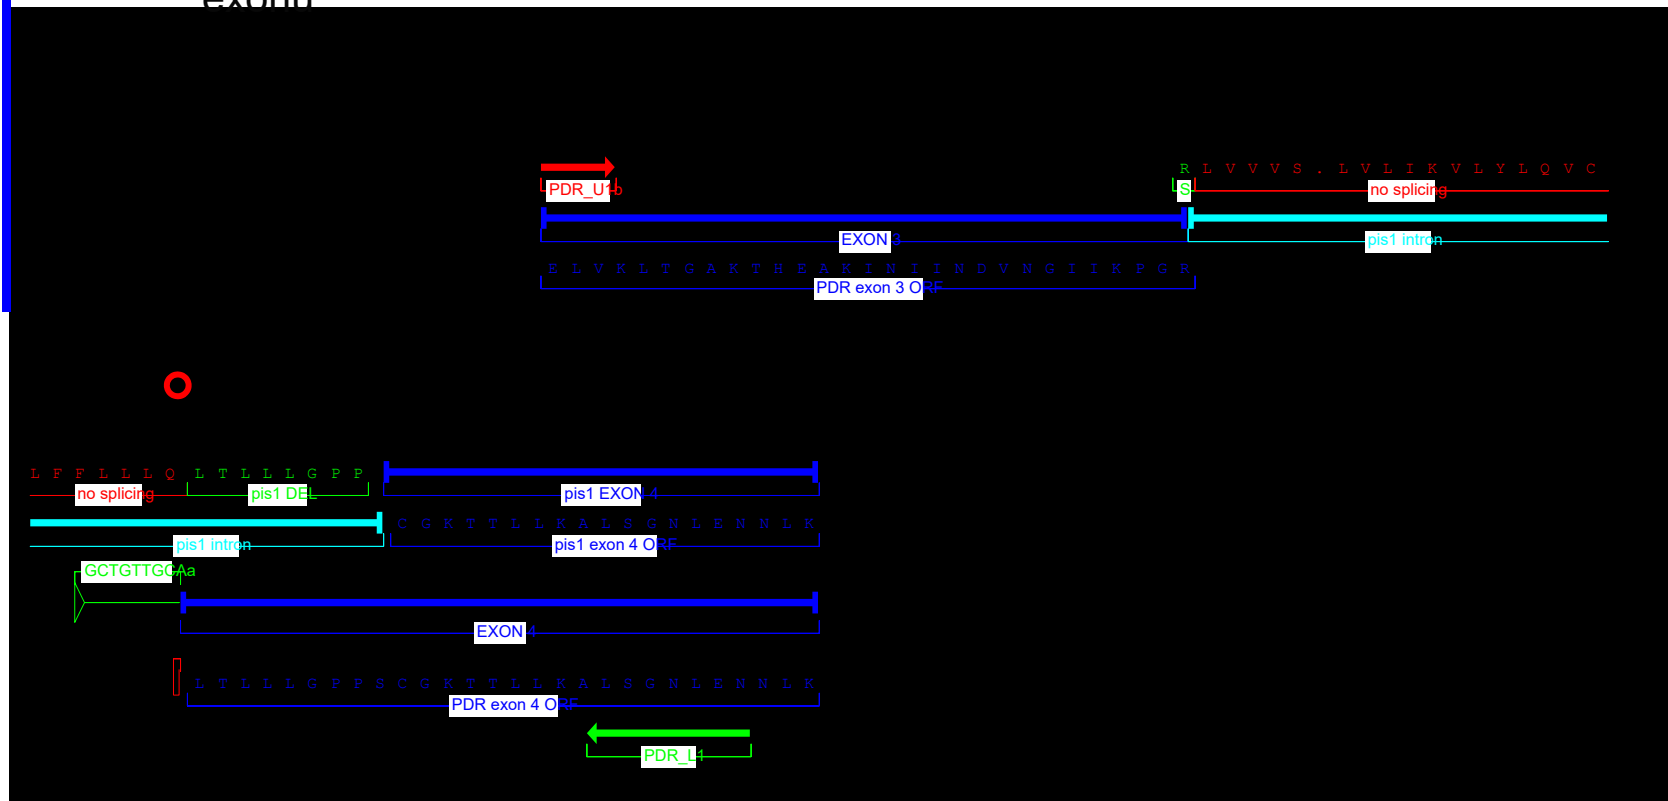 R L V V V S . L V L I K V L Y L Q V C
PDR_U1b
S
no splicing
EXON 3
pis1 intron
E L V K L T G A K T H E A K I N I I N D V N G I I K P G R
PDR exon 3 ORF
L F F L L L Q L T L L L G P P
no splicing
pis1 DEL
pis1 EXON 4
C G K T T L L K A L S G N L E N N L K
pis1 intron
pis1 exon 4 ORF
GCTGTTGCAa
EXON 4
L T L L L G P P S C G K T T L L K A L S G N L E N N L K
PDR exon 4 ORF
PDR_L1